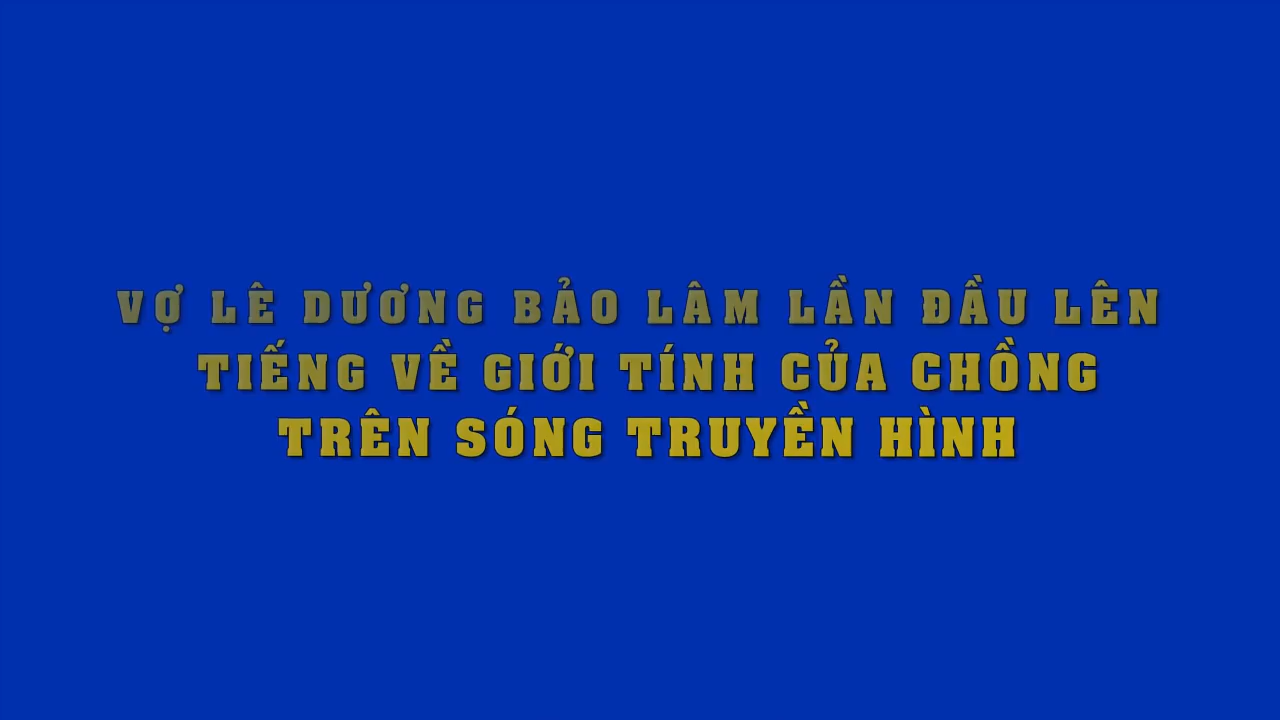 VỢ LÊ DƯƠNG BẢO LÂM LẦN ĐẦU LÊN
TIẾNG VỀ GIỚI TÍNH CỦA CHỒNG
TRÊN SÓNG TRUYỀN HÌNH